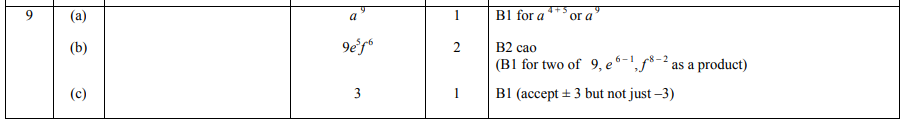 9 (a) a⁹ 1 B1 for a⁴⁺⁵ or a⁹
(b) 9e⁵f⁶ 2 B2 cao
(B1 for two of 9, e⁶⁻¹, f⁸⁻² as a product)
(c) 3 1 B1 (accept ± 3 but not just –3)